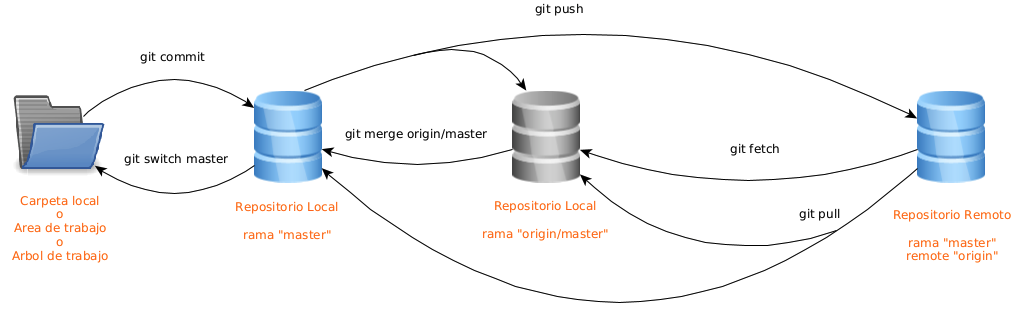 git push
git commit
git merge origin/master
git fetch
git switch master
Carpeta local
o
Area de trabajo
o
Arbol de trabajo
Repositorio Local
rama "master"
Repositorio Local
rama "origin/master"
git pull
Repositorio Remoto
rama "master"
remote "origin"